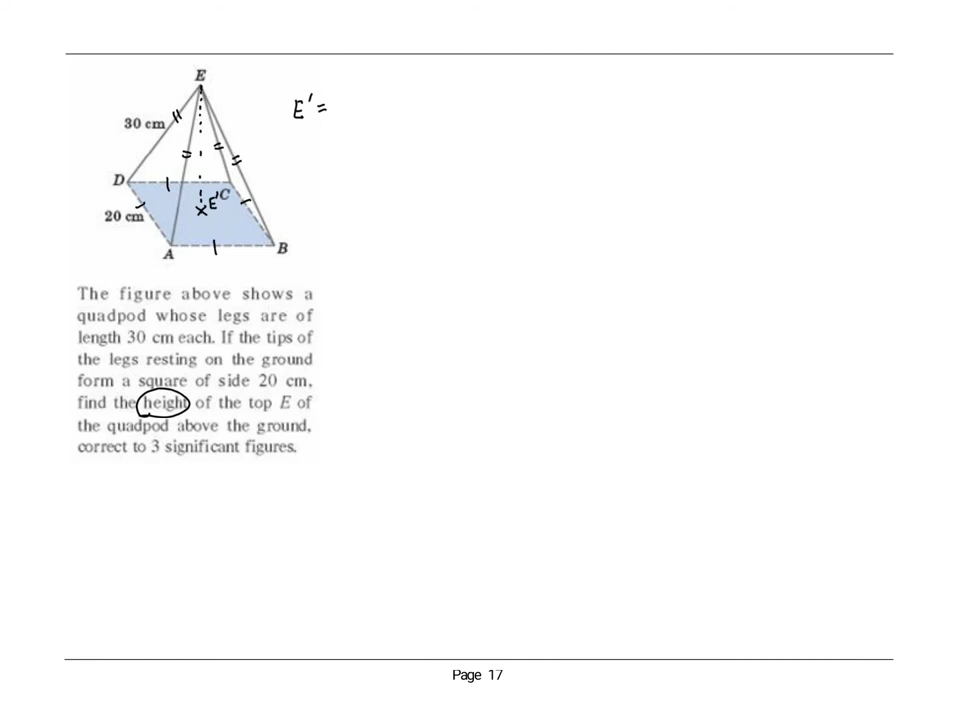 E
E' =
30 cm
D
E'
C
20 cm
A
B
The figure above shows a
quadpod whose legs are of
length 30 cm each. If the tips of
the legs resting on the ground
form a square of side 20 cm,
find the height of the top E of
the quadpod above the ground,
correct to 3 significant figures.
Page 17